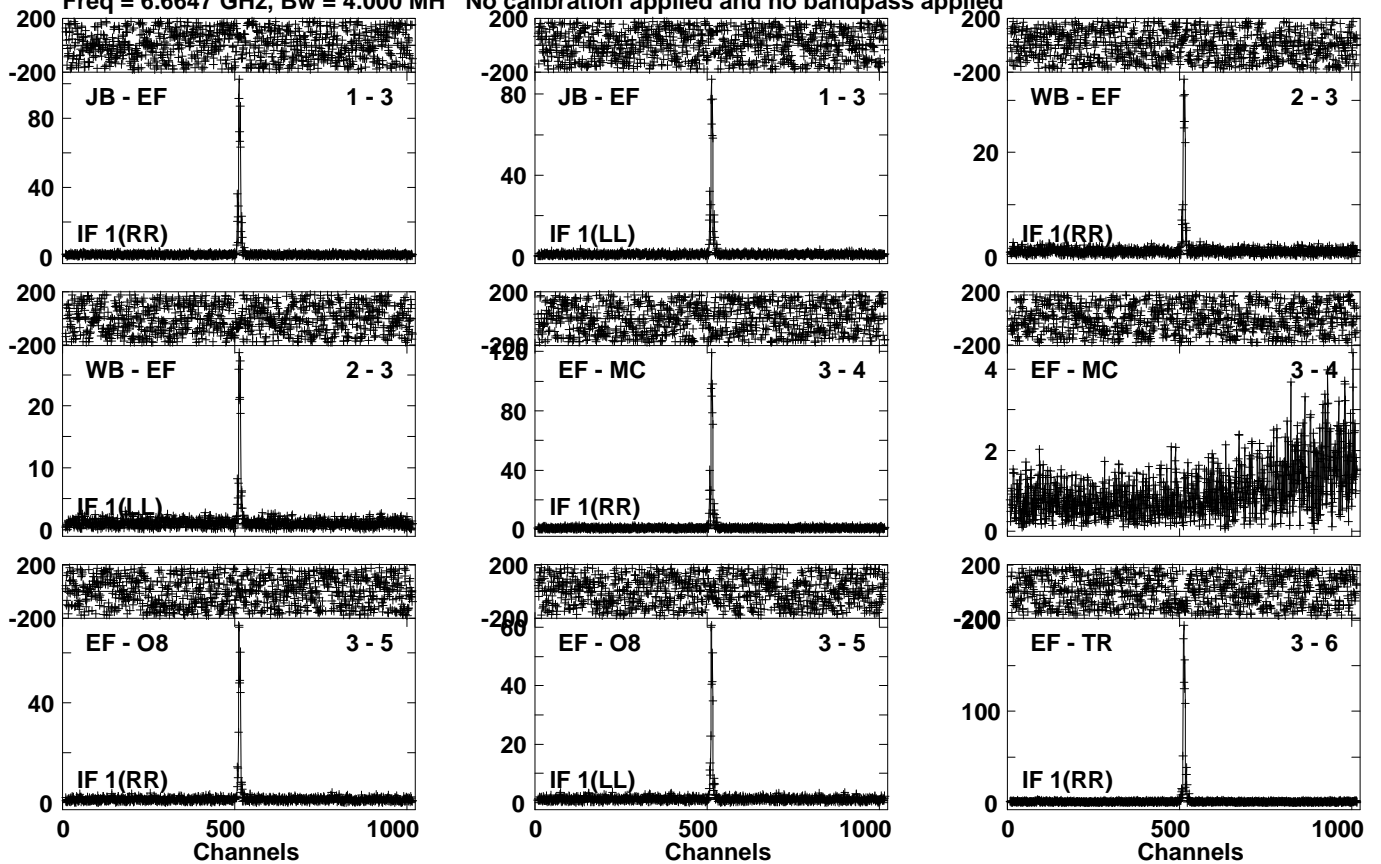 Freq = 6.6647 GHz, Bw = 4.000 MH No calibration applied and no bandpass applied
200 200 200
-200 -200 -200
JB - EF 1 - 3 JB - EF 1 - 3 WB - EF 2 - 3
80 80
20
40 40
IF 1(RR) IF 1(LL) IF 1(RR)
0 0 0
200 200 200
-200 -200 -200
120
WB - EF 2 - 3 EF - MC 3 - 4 EF - MC 3 - 4
4
20 80
2
10 40
IF 1(LL) IF 1(RR)
0 0 0
200 200 200
-200 -200 -200
60 200
EF - O8 3 - 5 EF - O8 3 - 5 EF - TR 3 - 6
40 40 100
20
IF 1(RR) IF 1(LL) IF 1(RR)
0 0 0
0 500 1000 0 500 1000 0 500 1000
Channels Channels Channels